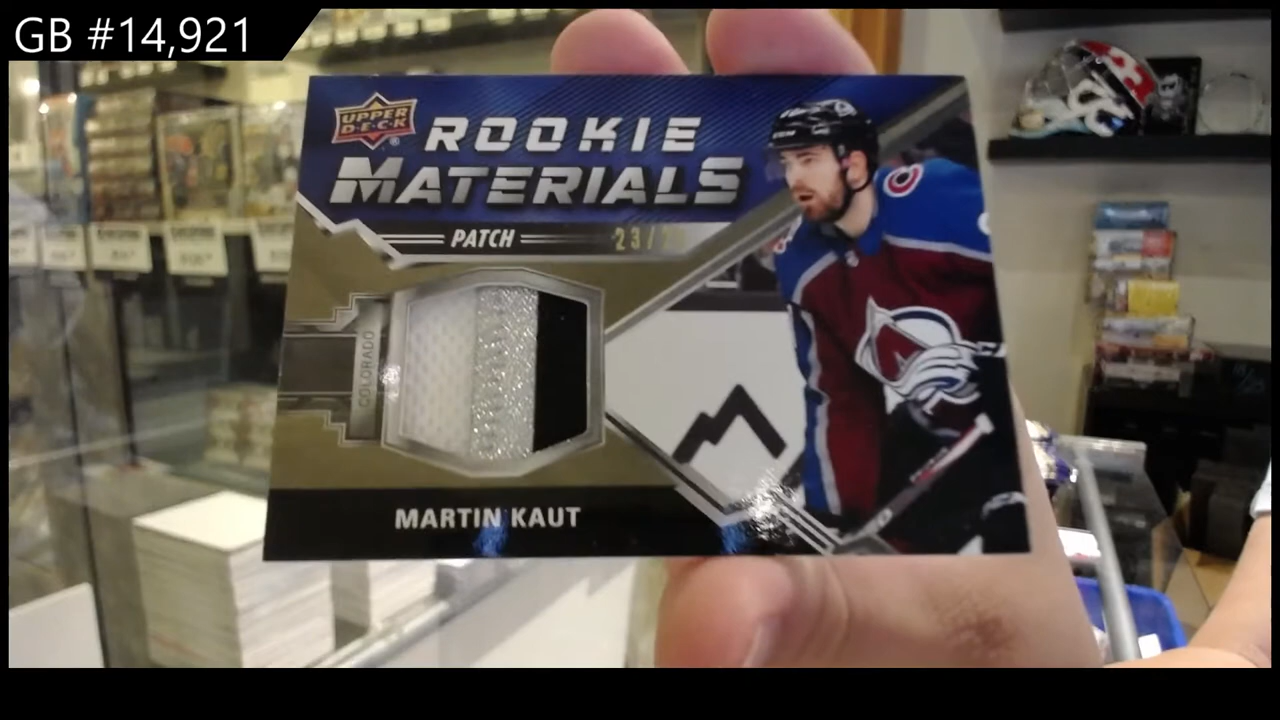 GB #14,921
UPPER
DECK
ROOKIE
MATERIALS
PATCH
COLORADO
MARTIN KAUT